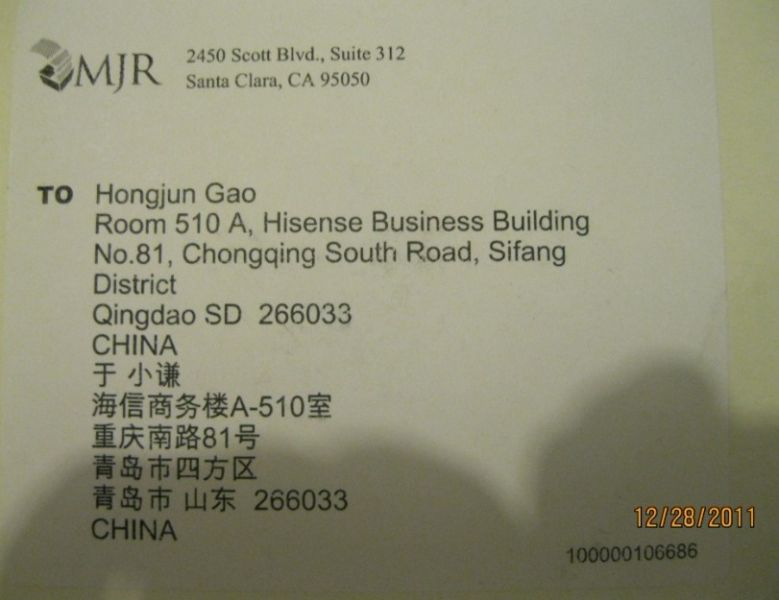 MJR
2450 Scott Blvd., Suite 312
Santa Clara, CA 95050
TO Hongjun Gao
Room 510 A, Hisense Business Building
No.81, Chongqing South Road, Sifang
District
Qingdao SD 266033
CHINA
于 小谦
海信商务楼A-510室
重庆南路81号
青岛市四方区
青岛市 山东 266033
CHINA
12/28/2011
100000106686